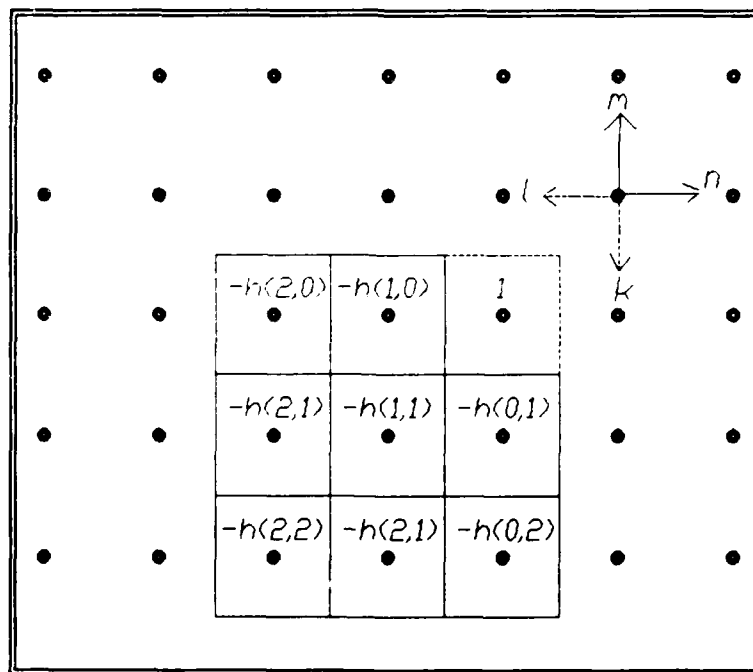 m
l n
-h(2,0) -h(1,0) 1 k
-h(2,1) -h(1,1) -h(0,1)
-h(2,2) -h(2,1) -h(0,2)